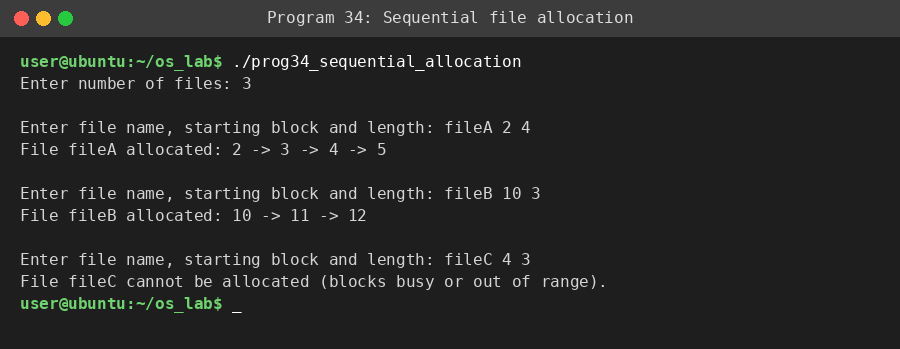 Program 34: Sequential file allocation
user@ubuntu:~/os_lab$ ./prog34_sequential_allocation
Enter number of files: 3
Enter file name, starting block and length: fileA 2 4
File fileA allocated: 2 -> 3 -> 4 -> 5
Enter file name, starting block and length: fileB 10 3
File fileB allocated: 10 -> 11 -> 12
Enter file name, starting block and length: fileC 4 3
File fileC cannot be allocated (blocks busy or out of range).
user@ubuntu:~/os_lab$ _